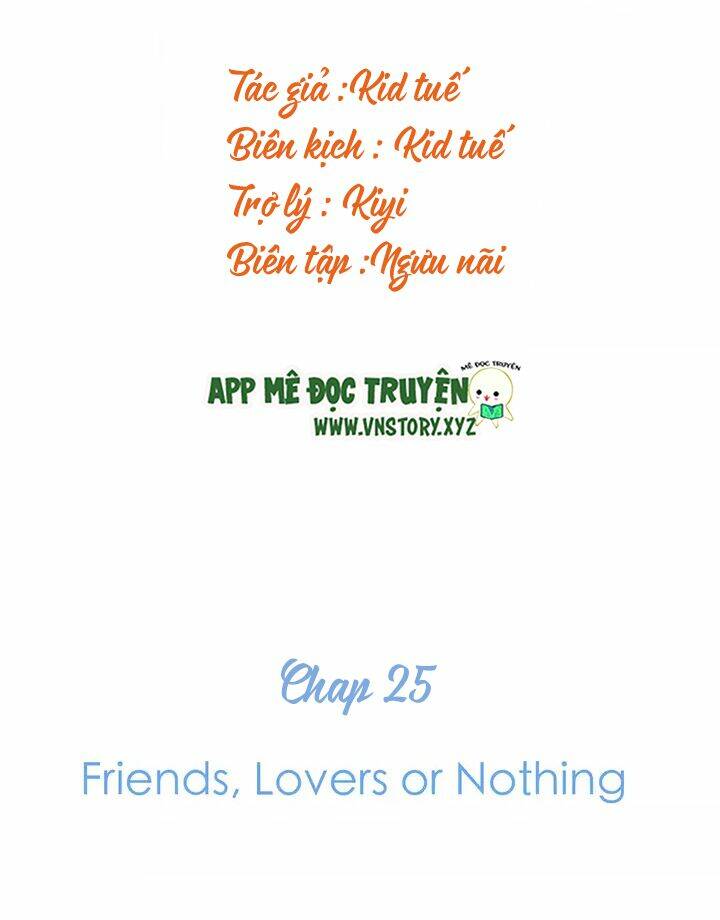 Tác giả :Kid tuế
Biên kịch : Kid tuế
Trợ lý : Kiyi
Biên tập :Ngưu nãi
MÊ ĐỌC TRUYỆN
APP MÊ ĐỌC TRUYỆN
WWW.VNSTORY.XYZ
Chap 25
Friends, Lovers or Nothing